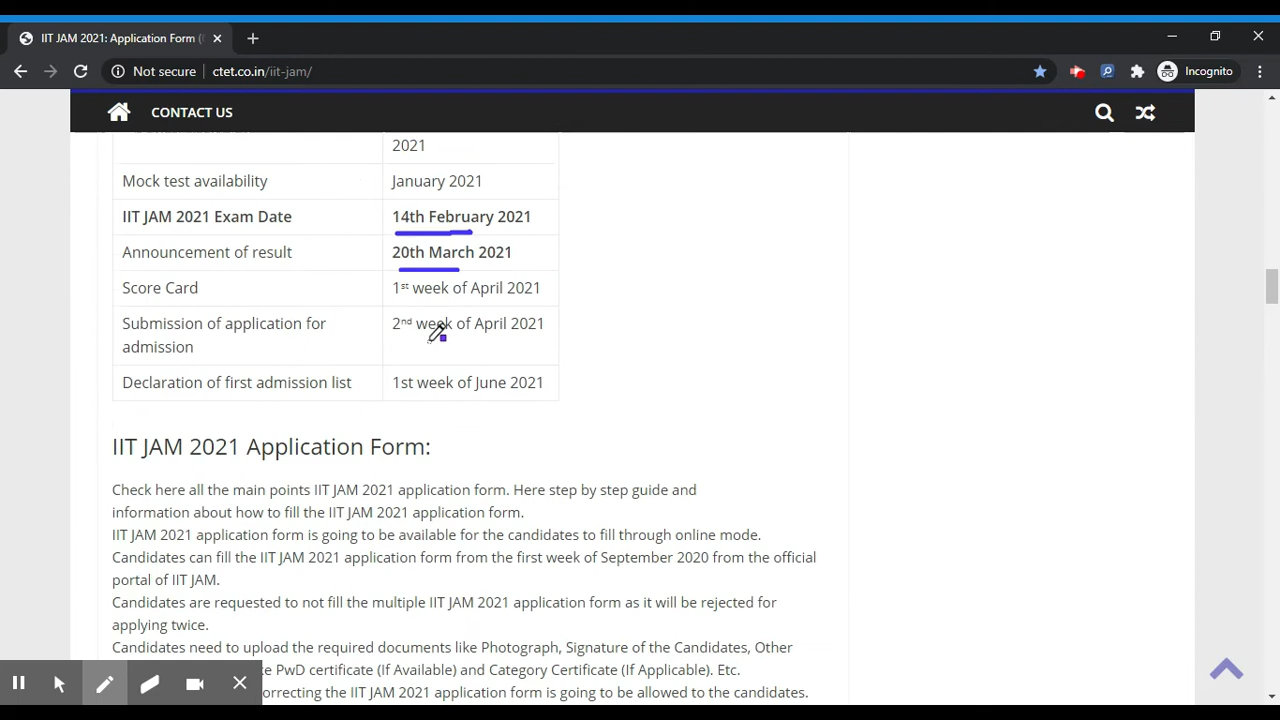 IIT JAM 2021: Application Form (
Not secure ctet.co.in/iit-jam/ Incognito
CONTACT US
2021
Mock test availability January 2021
IIT JAM 2021 Exam Date 14th February 2021
Announcement of result 20th March 2021
Score Card 1st week of April 2021
Submission of application for 2nd week of April 2021
admission
Declaration of first admission list 1st week of June 2021
IIT JAM 2021 Application Form:
Check here all the main points IIT JAM 2021 application form. Here step by step guide and
information about how to fill the IIT JAM 2021 application form.
IIT JAM 2021 application form is going to be available for the candidates to fill through online mode.
Candidates can fill the IIT JAM 2021 application form from the first week of September 2020 from the official
portal of IIT JAM.
Candidates are requested to not fill the multiple IIT JAM 2021 application form as it will be rejected for
applying twice.
Candidates need to upload the required documents like Photograph, Signature of the Candidates, Other
PwD certificate (If Available) and Category Certificate (If Applicable). Etc.
orrecting the IIT JAM 2021 application form is going to be allowed to the candidates.